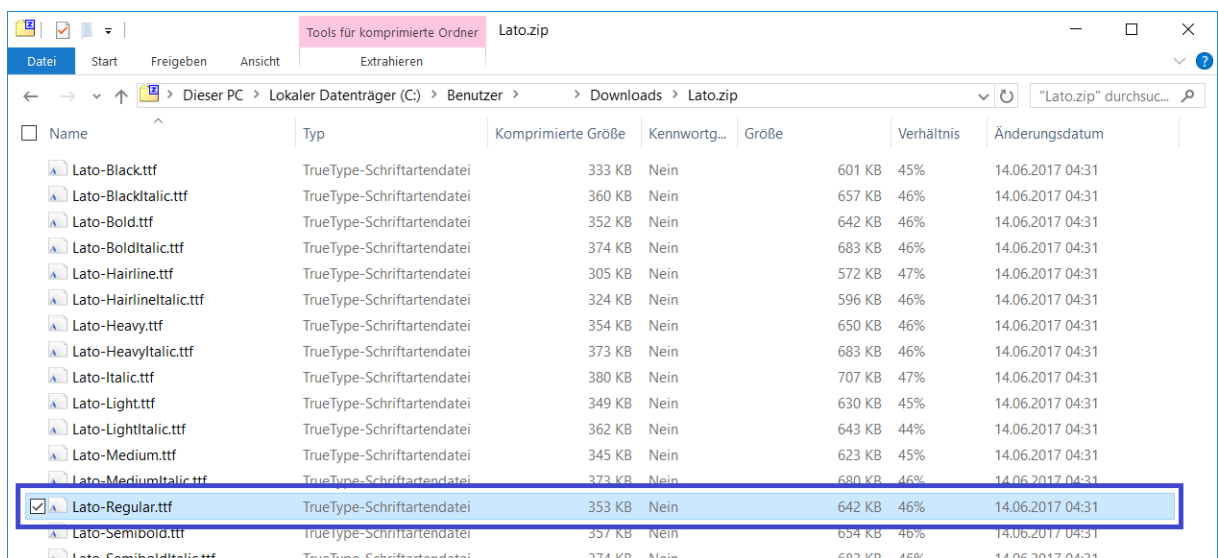 Tools für komprimierte Ordner Lato.zip
Datei Start Freigeben Ansicht Extrahieren
Dieser PC > Lokaler Datenträger (C:) > Benutzer > > Downloads > Lato.zip "Lato.zip" durchsuc...
Name Typ Komprimierte Größe Kennwortg... Größe Verhältnis Änderungsdatum
Lato-Black.ttf TrueType-Schriftartendatei 333 KB Nein 601 KB 45% 14.06.2017 04:31
Lato-BlackItalic.ttf TrueType-Schriftartendatei 360 KB Nein 657 KB 46% 14.06.2017 04:31
Lato-Bold.ttf TrueType-Schriftartendatei 352 KB Nein 642 KB 46% 14.06.2017 04:31
Lato-BoldItalic.ttf TrueType-Schriftartendatei 374 KB Nein 683 KB 46% 14.06.2017 04:31
Lato-Hairline.ttf TrueType-Schriftartendatei 305 KB Nein 572 KB 47% 14.06.2017 04:31
Lato-HairlineItalic.ttf TrueType-Schriftartendatei 324 KB Nein 596 KB 46% 14.06.2017 04:31
Lato-Heavy.ttf TrueType-Schriftartendatei 354 KB Nein 650 KB 46% 14.06.2017 04:31
Lato-HeavyItalic.ttf TrueType-Schriftartendatei 373 KB Nein 683 KB 46% 14.06.2017 04:31
Lato-Italic.ttf TrueType-Schriftartendatei 380 KB Nein 707 KB 47% 14.06.2017 04:31
Lato-Light.ttf TrueType-Schriftartendatei 349 KB Nein 630 KB 45% 14.06.2017 04:31
Lato-LightItalic.ttf TrueType-Schriftartendatei 362 KB Nein 643 KB 44% 14.06.2017 04:31
Lato-Medium.ttf TrueType-Schriftartendatei 345 KB Nein 623 KB 45% 14.06.2017 04:31
Lato-MediumItalic.ttf TrueType-Schriftartendatei 373 KB Nein 680 KB 46% 14.06.2017 04:31
Lato-Regular.ttf TrueType-Schriftartendatei 353 KB Nein 642 KB 46% 14.06.2017 04:31
Lato-Semibold.ttf TrueType-Schriftartendatei 357 KB Nein 654 KB 46% 14.06.2017 04:31
Lato-SemiboldItalic.ttf TrueType-Schriftartendatei 374 KB Nein 46% 14.06.2017 04:31